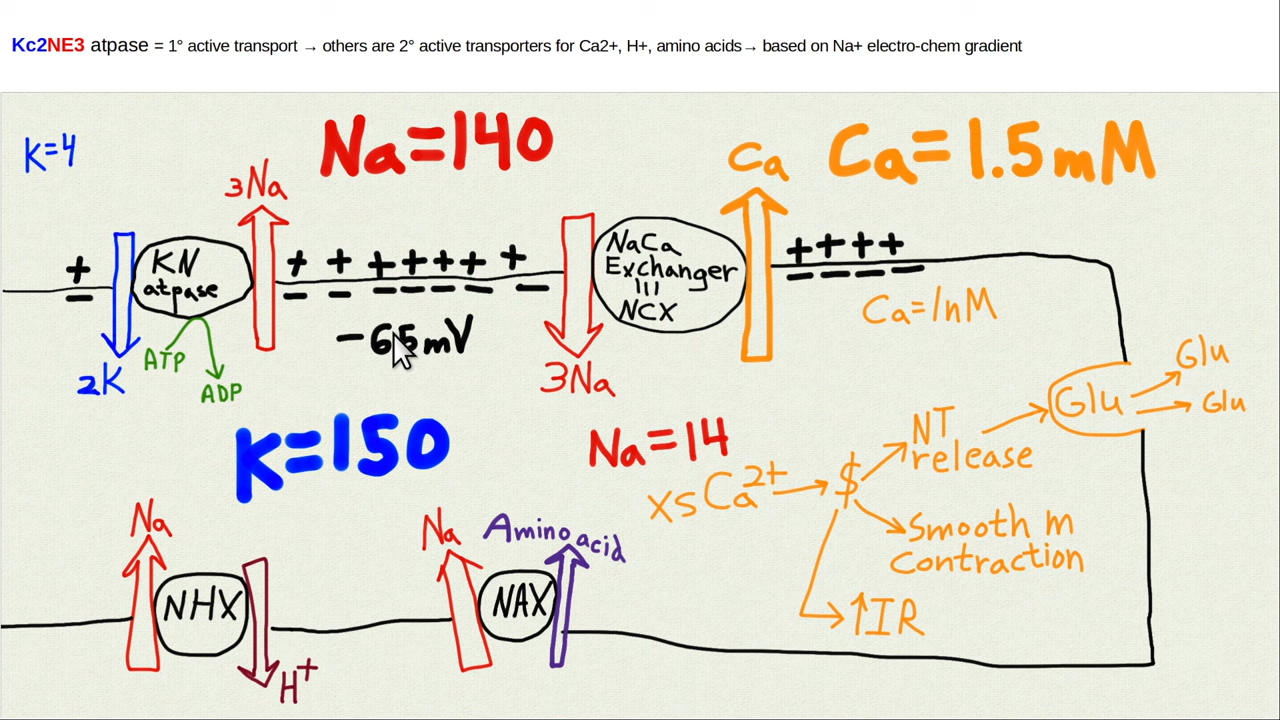 Kc2NE3 atpase = 1° active transport → others are 2° active transporters for Ca2+, H+, amino acids→ based on Na+ electro-chem gradient
K=4
Na=140
Ca
Ca=1.5mM
3Na
KN
atpase
+ + + + + + + +
NaCa
Exchanger
NCX
+ + + +
Ca=1nM
-65mV
ATP
ADP
2K
3Na
Glu
Glu
Glu
K=150
Na=14
NT
release
xs Ca2+ → $
Smooth m
contraction
↑IR
Na
Na
Amino acid
NHX
NAX
H+